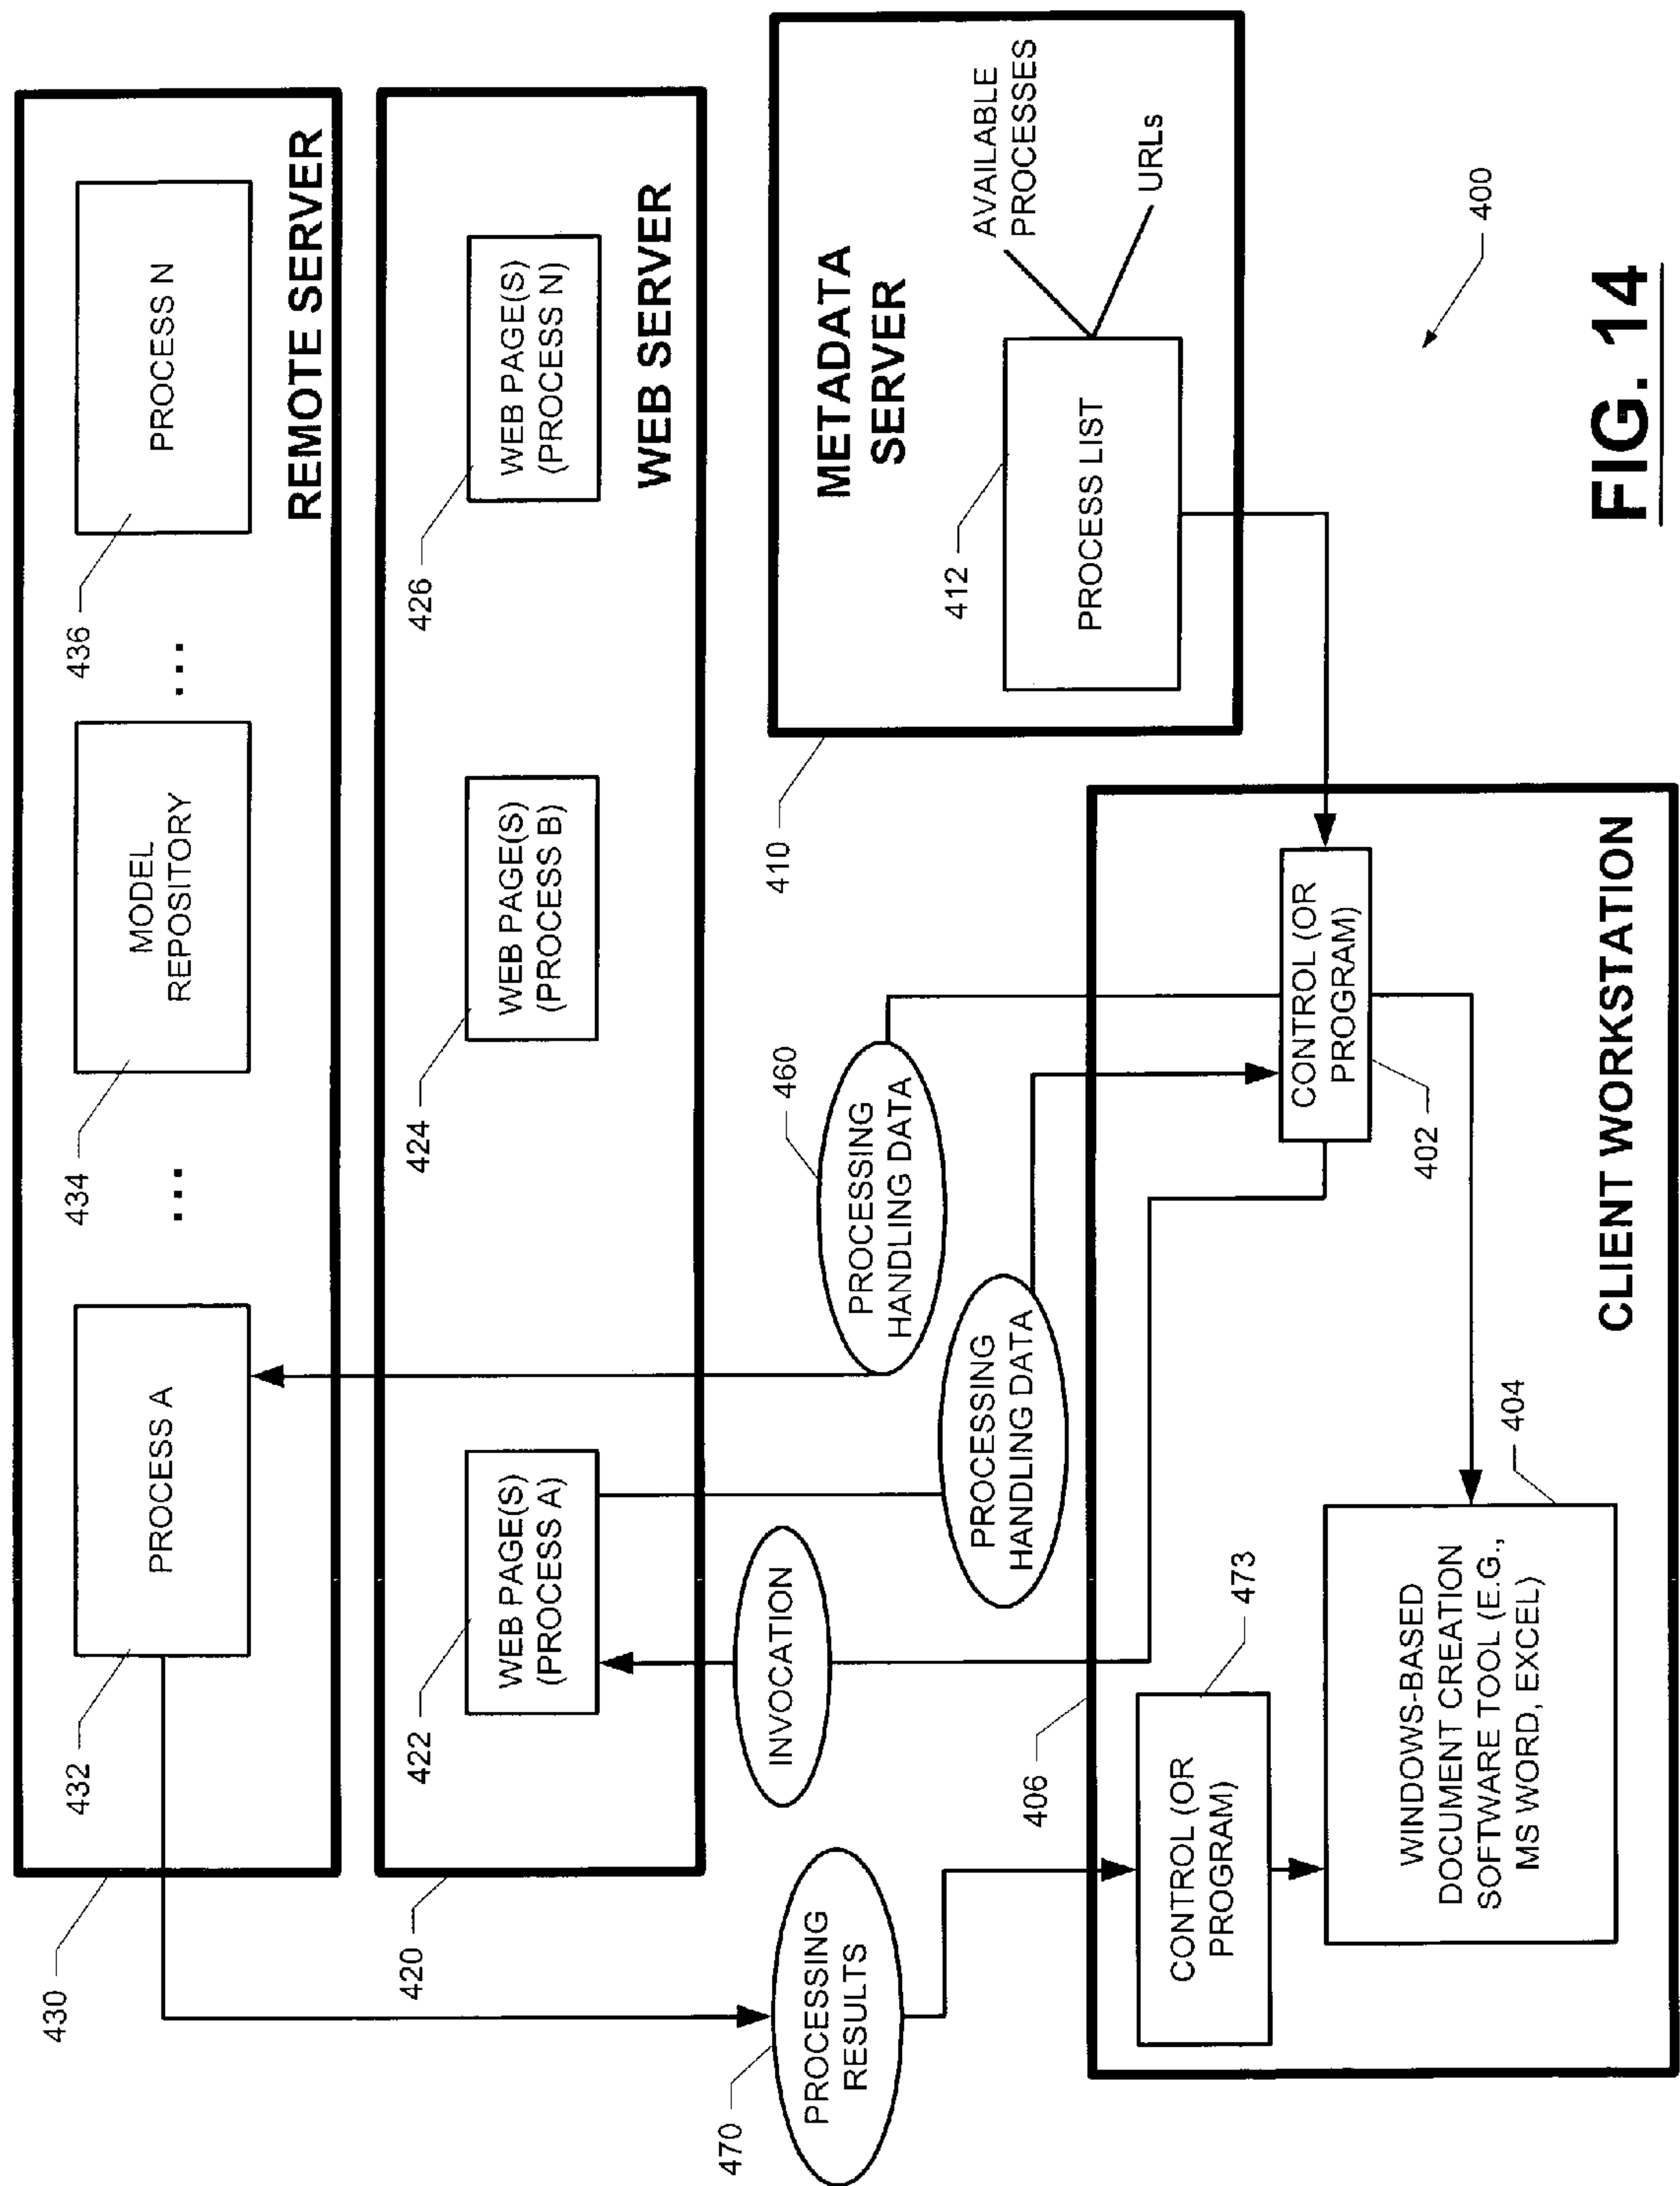 430
432
PROCESS A
...
434
MODEL
REPOSITORY
...
436
PROCESS N
REMOTE SERVER
420
422
WEB PAGE(S)
(PROCESS A)
424
WEB PAGE(S)
(PROCESS B)
426
WEB PAGE(S)
(PROCESS N)
WEB SERVER
470
PROCESSING
RESULTS
INVOCATION
PROCESSING
HANDLING DATA
460
PROCESSING
HANDLING DATA
410
METADATA
SERVER
412
PROCESS LIST
AVAILABLE
PROCESSES
URLs
406
CONTROL (OR
PROGRAM)
473
WINDOWS-BASED
DOCUMENT CREATION
SOFTWARE TOOL (E.G.,
MS WORD, EXCEL)
404
CONTROL (OR
PROGRAM)
402
CLIENT WORKSTATION
400
FIG. 14